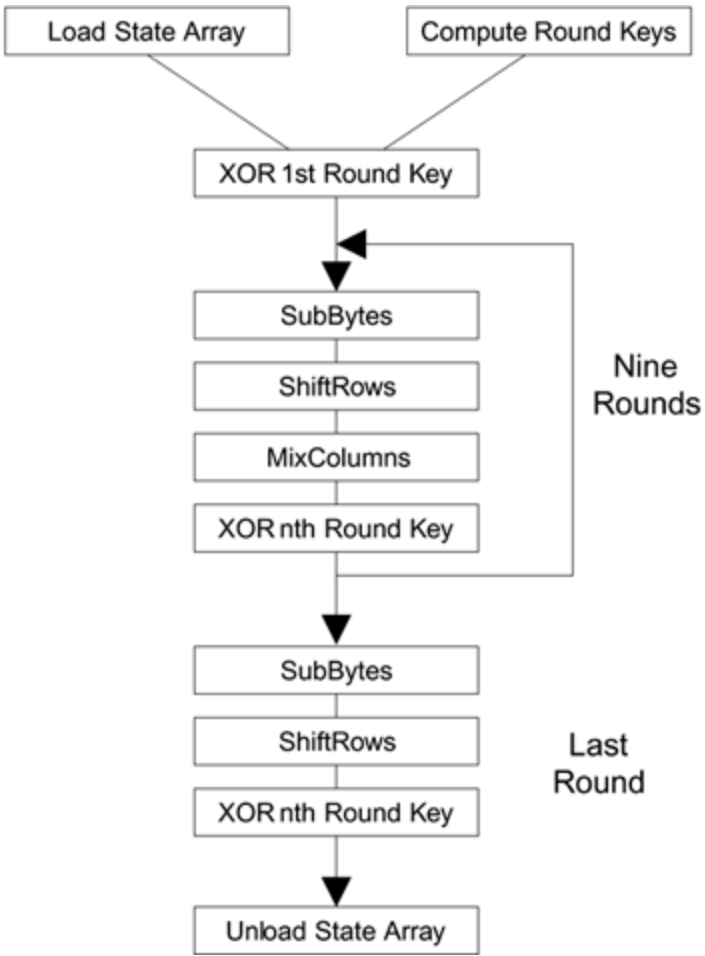 Load State Array
Compute Round Keys
XOR 1st Round Key
SubBytes
ShiftRows
MixColumns
XOR nth Round Key
Nine
Rounds
SubBytes
ShiftRows
XOR nth Round Key
Last
Round
Unload State Array